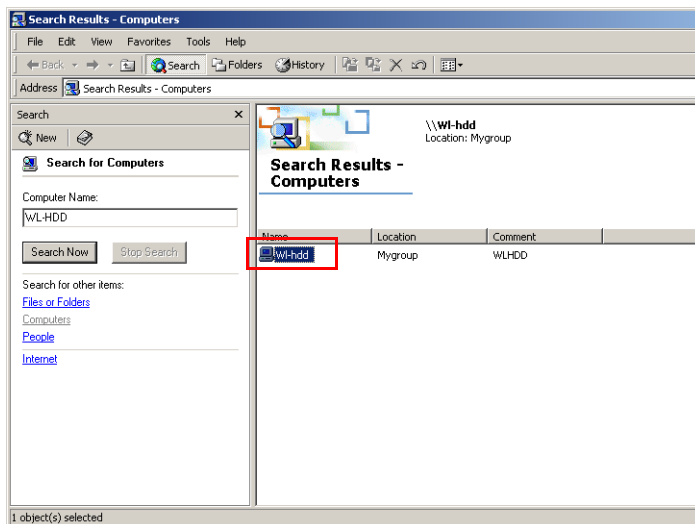 Search Results - Computers
File Edit View Favorites Tools Help
Back Search Folders History
Address Search Results - Computers
Search
New
Search for Computers
Computer Name:
WL-HDD
Search Now Stop Search
Search for other items:
Files or Folders
Computers
People
Internet
\\Wl-hdd
Location: Mygroup
Search Results -
Computers
Name Location Comment
Wl-hdd Mygroup WLHDD
1 object(s) selected